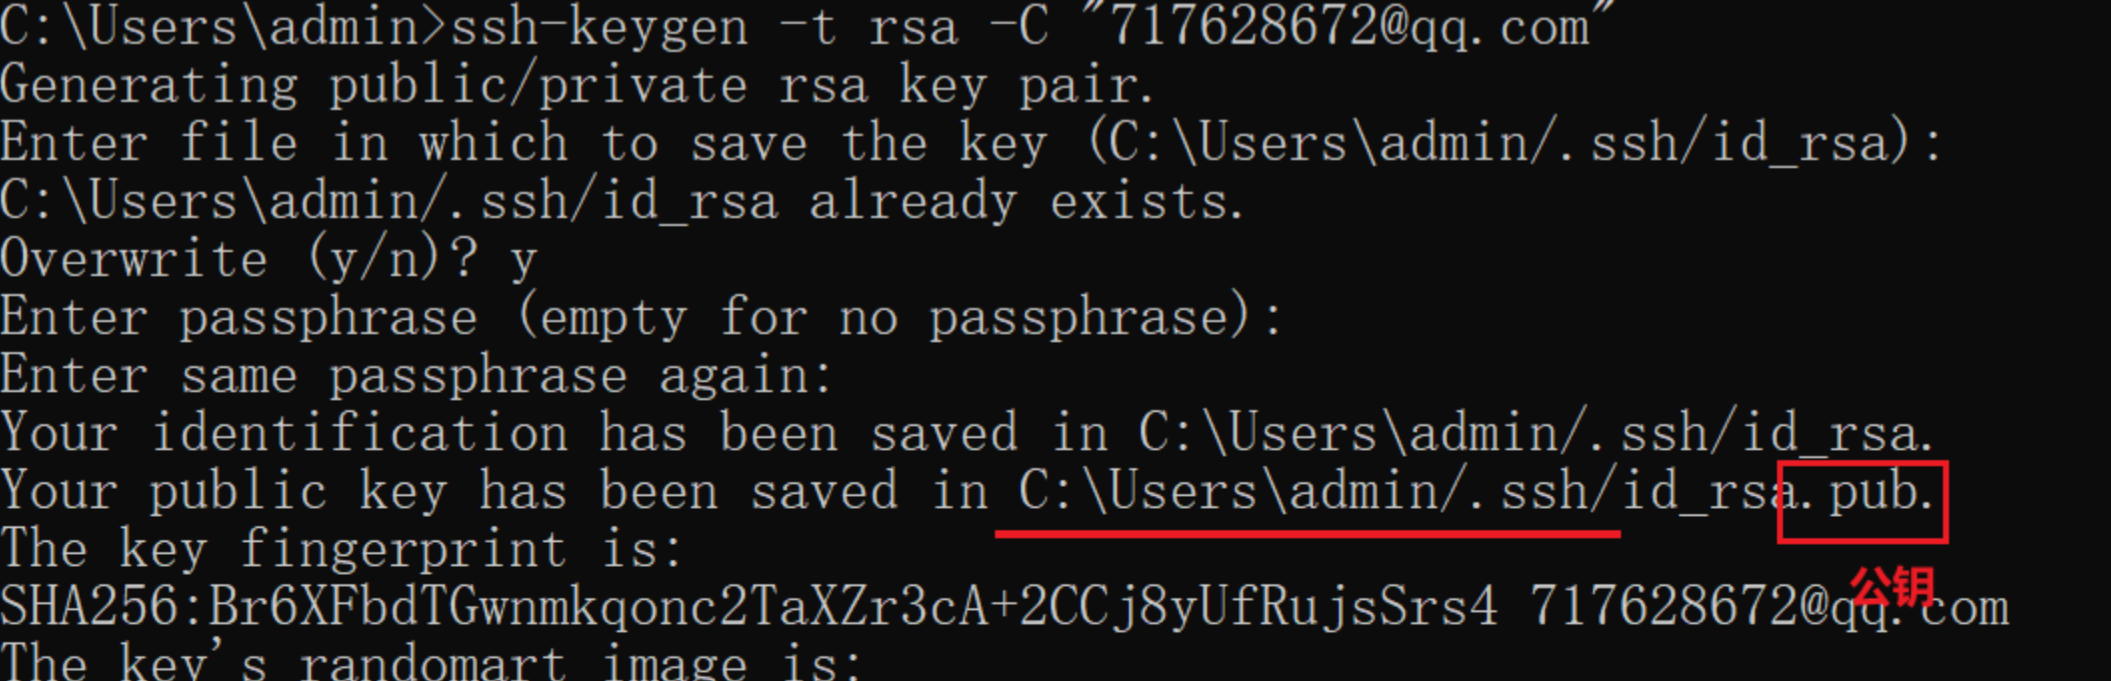 C:\Users\admin>ssh-keygen -t rsa -C "717628672@qq.com"
Generating public/private rsa key pair.
Enter file in which to save the key (C:\Users\admin/.ssh/id_rsa):
C:\Users\admin/.ssh/id_rsa already exists.
Overwrite (y/n)? y
Enter passphrase (empty for no passphrase):
Enter same passphrase again:
Your identification has been saved in C:\Users\admin/.ssh/id_rsa.
Your public key has been saved in C:\Users\admin/.ssh/id_rsa.pub.
The key fingerprint is:
公钥
SHA256:Br6XFbdTGwnmkqonc2TaXZr3cA+2CCj8yUfRujsSrs4 717628672@qq.com
The key's randomart image is: